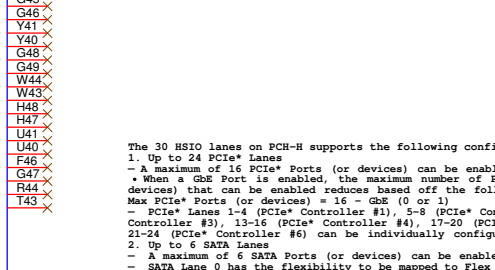 G46
Y41
Y40
G48
G49
W44
W43
H48
H47
U41
U40
F46
G47
R44
T43
The 30 HSIO lanes on PCH-H supports the following confi
1. Up to 24 PCIe* Lanes
— A maximum of 16 PCIe* Ports (or devices) can be enabl
• When a GbE Port is enabled, the maximum number of P
devices) that can be enabled reduces based off the fol
Max PCIe* Ports (or devices) = 16 - GbE (0 or 1)
— PCIe* Lanes 1-4 (PCIe* Controller #1), 5-8 (PCIe* Con
Controller #3), 13-16 (PCIe* Controller #4), 17-20 (PCI
21-24 (PCIe* Controller #6) can be individually configu
2. Up to 6 SATA Lanes
— A maximum of 6 SATA Ports (or devices) can be enable
— SATA Lane 0 has the flexibility to be mapped to Flex